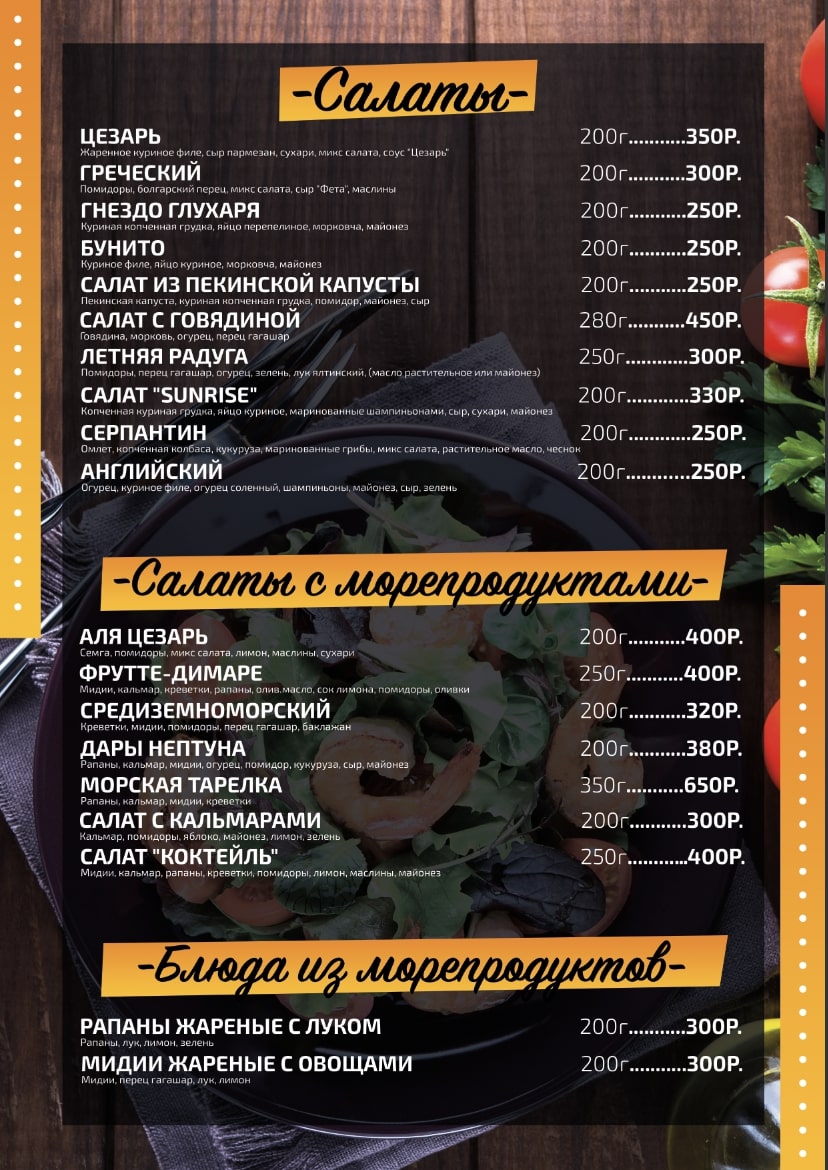 -Салаты-
ЦЕЗАРЬ 200г...........350Р.
Жаренное куриное филе, сыр пармезан, сухари, микс салата, соус "Цезарь"
ГРЕЧЕСКИЙ 200г...........300Р.
Помидоры, болгарский перец, микс салата, сыр "Фета", маслины
ГНЕЗДО ГЛУХАРЯ 200г...........250Р.
Куриная копченная грудка, яйцо перепелиное, морковча, майонез
БУНИТО 200г...........250Р.
Куриное филе, яйцо куриное, морковча, майонез
САЛАТ ИЗ ПЕКИНСКОЙ КАПУСТЫ 200г...........250Р.
Пекинская капуста, куриная копченная грудка, помидор, майонез, сыр
САЛАТ С ГОВЯДИНОЙ 280г...........450Р.
Говядина, морковь, огурец, перец гагашар
ЛЕТНЯЯ РАДУГА 250г...........300Р.
Помидоры, перец гагашар, огурец, зелень, лук ялтинский, (масло растительное или майонез)
САЛАТ "SUNRISE" 200г...........330Р.
Копченная куриная грудка, яйцо куриное, маринованные шампиньонами, сыр, сухари, майонез
СЕРПАНТИН 200г...........250Р.
Омлет, копченная колбаса, кукуруза, маринованные грибы, микс салата, растительное масло, чеснок
АНГЛИЙСКИЙ 200г............250Р.
Огурец, куриное филе, огурец соленный, шампиньоны, майонез, сыр, зелень
-Салаты с морепродуктами-
АЛЯ ЦЕЗАРЬ 200г...........400Р.
Семга, помидоры, микс салата, лимон, маслины, сухари
ФРУТТЕ-ДИМАРЕ 250г...........400Р.
Мидии, кальмар, креветки, рапаны, олив.масло, сок лимона, помидоры, оливки
СРЕДИЗЕМНОМОРСКИЙ 200г...........320Р.
Креветки, мидии, помидоры, перец гагашар, баклажан
ДАРЫ НЕПТУНА 200г...........380Р.
Рапаны, кальмар, мидии, огурец, помидор, кукуруза, сыр, майонез
МОРСКАЯ ТАРЕЛКА 350г...........650Р.
Рапаны, кальмар, мидии, креветки
САЛАТ С КАЛЬМАРАМИ 200г...........300Р.
Кальмар, помидоры, яблоко, майонез, лимон, зелень
САЛАТ "КОКТЕЙЛЬ" 250г............400Р.
Мидии, кальмар, рапаны, креветки, помидоры, лимон, маслины, майонез
-Блюда из морепродуктов-
РАПАНЫ ЖАРЕНЫЕ С ЛУКОМ 200г...........300Р.
Рапаны, лук, лимон, зелень
МИДИИ ЖАРЕНЫЕ С ОВОЩАМИ 200г...........300Р.
Мидии, перец гагашар, лук, лимон